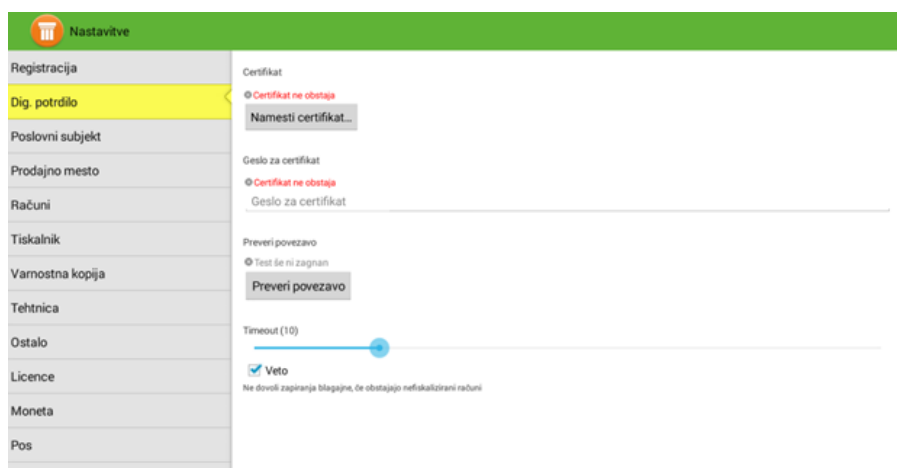 Nastavitve
Registracija
Dig. potrdilo
Poslovni subjekt
Prodajno mesto
Računi
Tiskalnik
Varnostna kopija
Tehtnica
Ostalo
Licence
Moneta
Pos
Certifikat
Certifikat ne obstaja
Namesti certifikat...
Geslo za certifikat
Certifikat ne obstaja
Geslo za certifikat
Preveri povezavo
Test še ni zagnan
Preveri povezavo
Timeout (10)
Veto
Ne dovoli zapiranja blagajne, če obstajajo nefiskalizirani računi